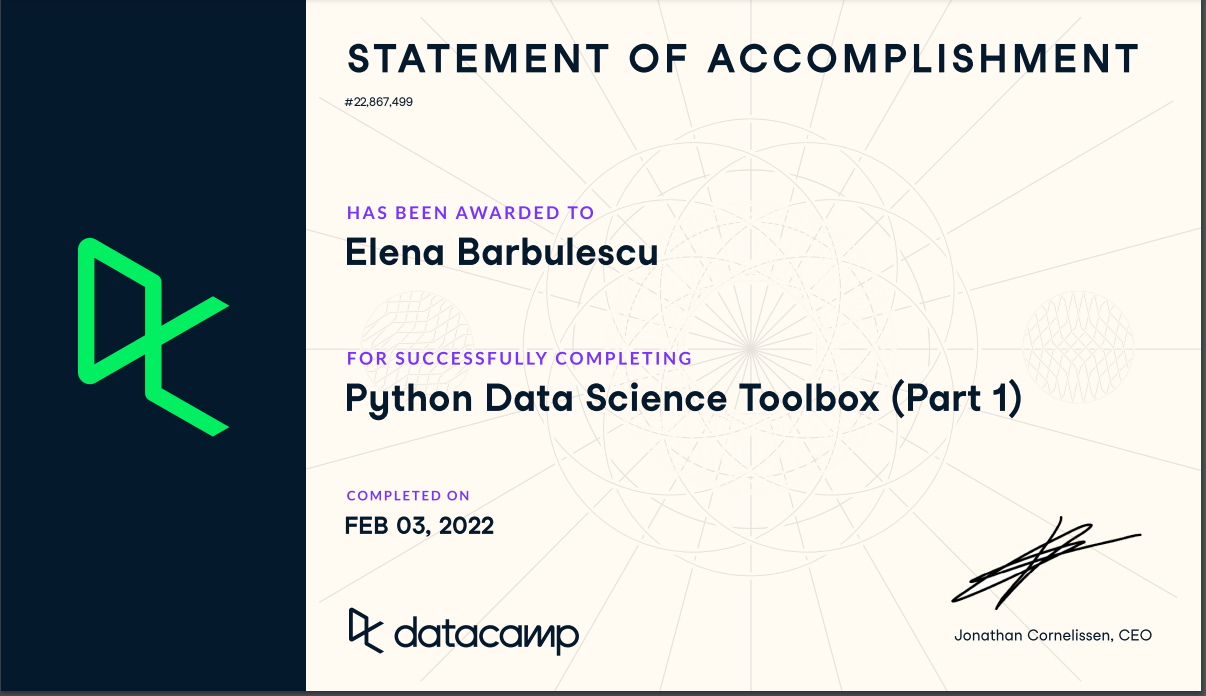 STATEMENT OF ACCOMPLISHMENT
#22,867,499
HAS BEEN AWARDED TO
Elena Barbulescu
FOR SUCCESSFULLY COMPLETING
Python Data Science Toolbox (Part 1)
COMPLETED ON
FEB 03, 2022
datacamp
Jonathan Cornelissen, CEO